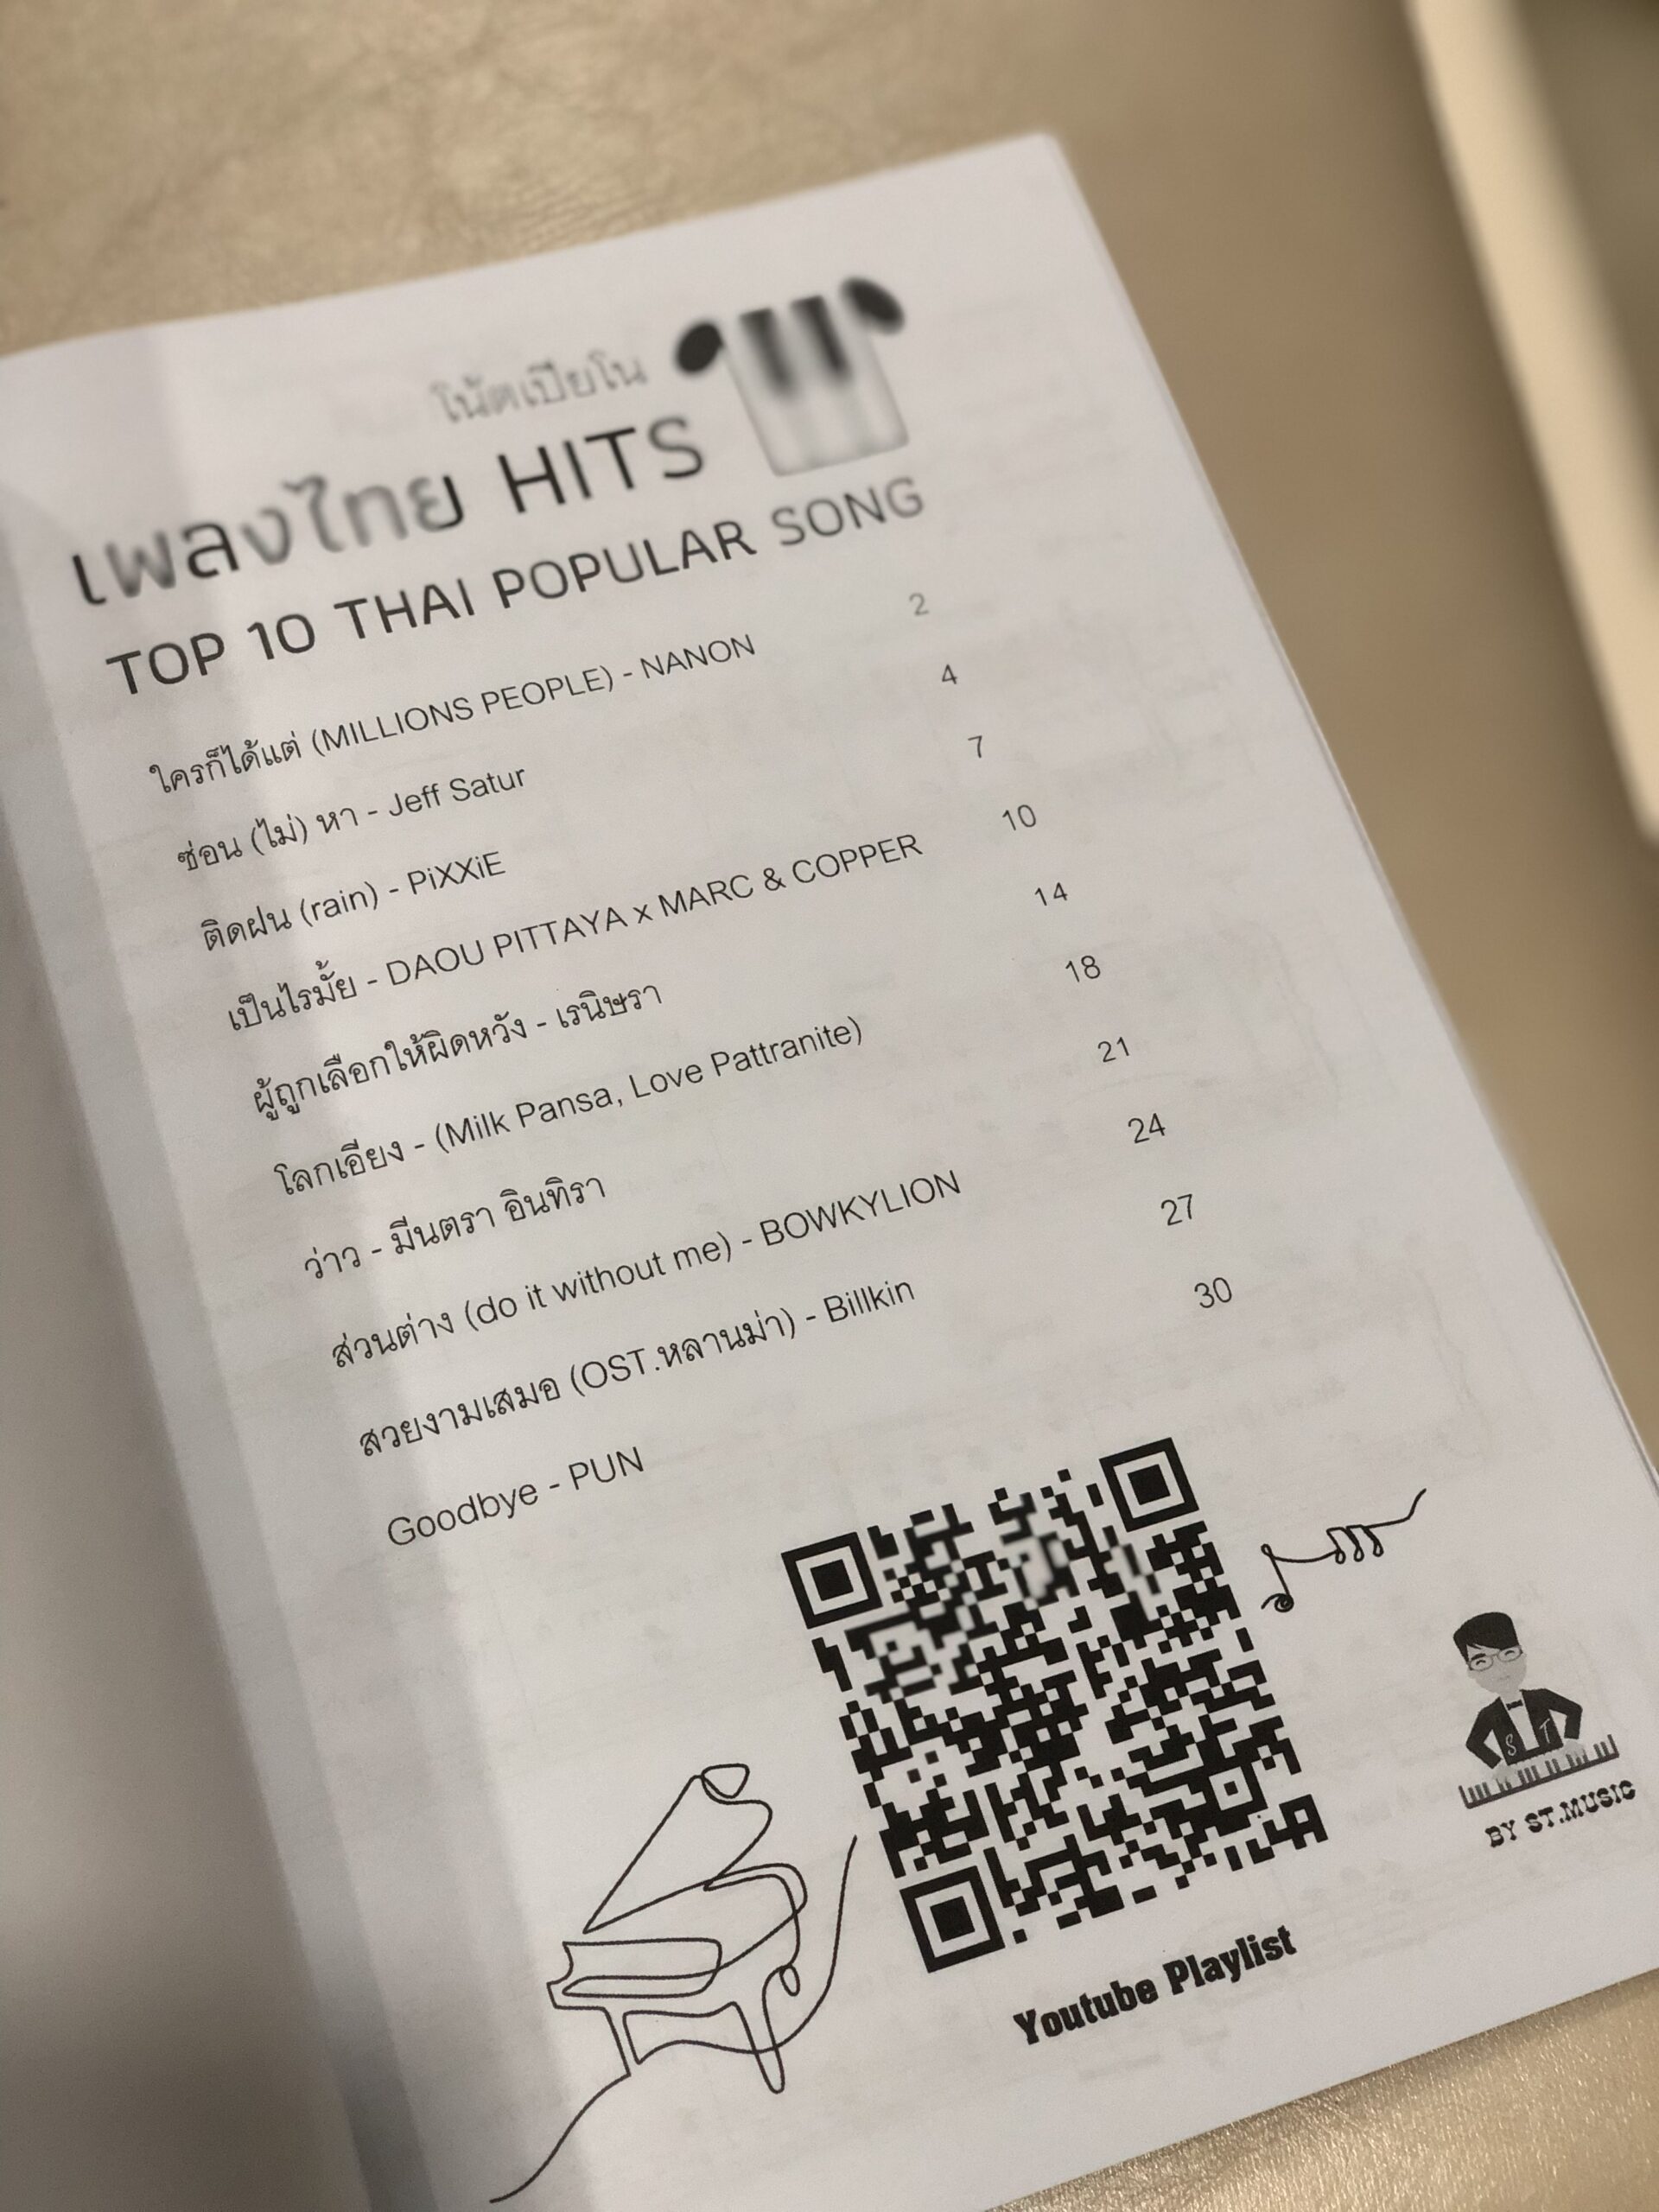 โน้ตเปียโน
เพลงไทย HITS
TOP 10 THAI POPULAR SONG
ใครก็ได้แต่ (MILLIONS PEOPLE) - NANON 2
ซ่อน (ไม่) หา - Jeff Satur 4
ติดฝน (rain) - PiXXiE 7
เป็นไรมั้ย - DAOU PITTAYA x MARC & COPPER 10
ผู้ถูกเลือกให้ผิดหวัง - เรนิษรา 14
โลกเอียง - (Milk Pansa, Love Pattranite) 18
ว่าว - มีนตรา อินทิรา 21
ส่วนต่าง (do it without me) - BOWKYLION 24
สวยงามเสมอ (OST.หลานม่า) - Billkin 27
Goodbye - PUN 30
S T
BY ST.MUSIC
Youtube Playlist